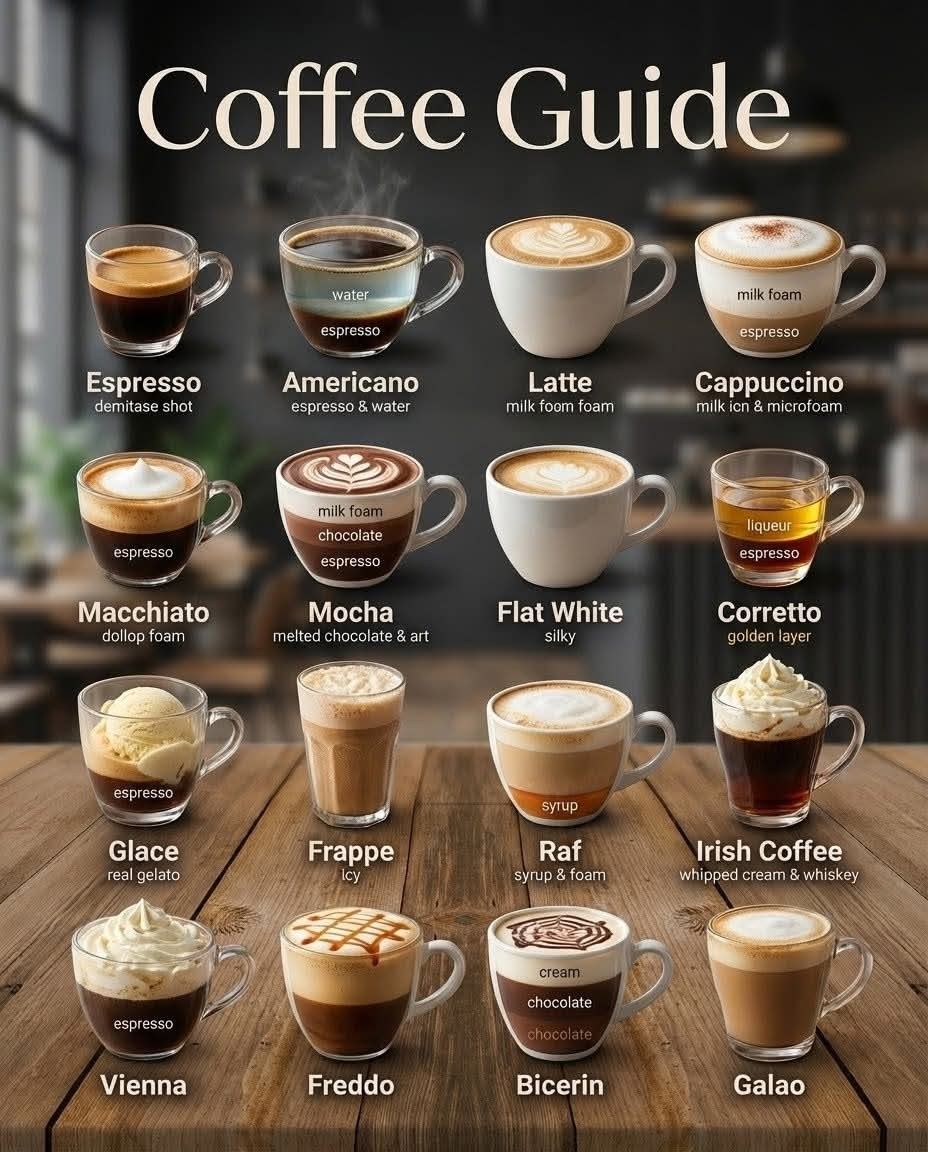 Coffee Guide
water
espresso
milk foam
espresso
Espresso
demitase shot
Americano
espresso & water
Latte
milk foom foam
Cappuccino
milk icn & microfoam
espresso
milk foam
chocolate
espresso
liqueur
espresso
Macchiato
dollop foam
Mocha
melted chocolate & art
Flat White
silky
Corretto
golden layer
espresso
syrup
Glace
real gelato
Frappe
lcy
Raf
syrup & foam
Irish Coffee
whipped cream & whiskey
espresso
cream
chocolate
chocolate
Vienna
Freddo
Bicerin
Galao